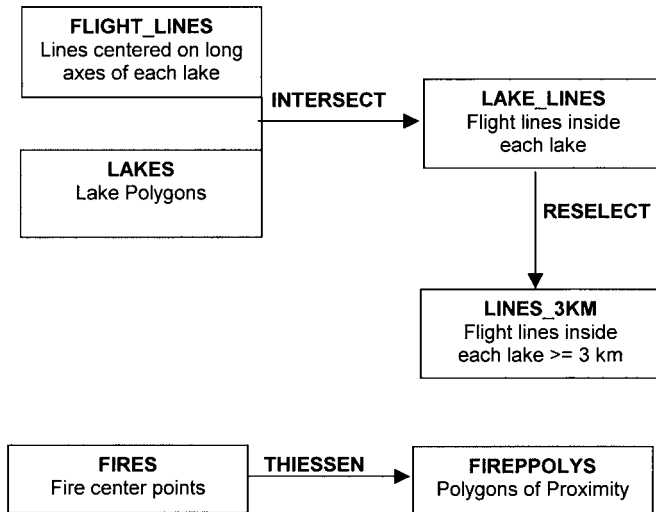 FLIGHT_LINES
Lines centered on long
axes of each lake
INTERSECT
LAKE_LINES
Flight lines inside
each lake
LAKES
Lake Polygons
RESELECT
LINES_3KM
Flight lines inside
each lake >= 3 km
FIRES
Fire center points
THIESSEN
FIREPPOLYS
Polygons of Proximity